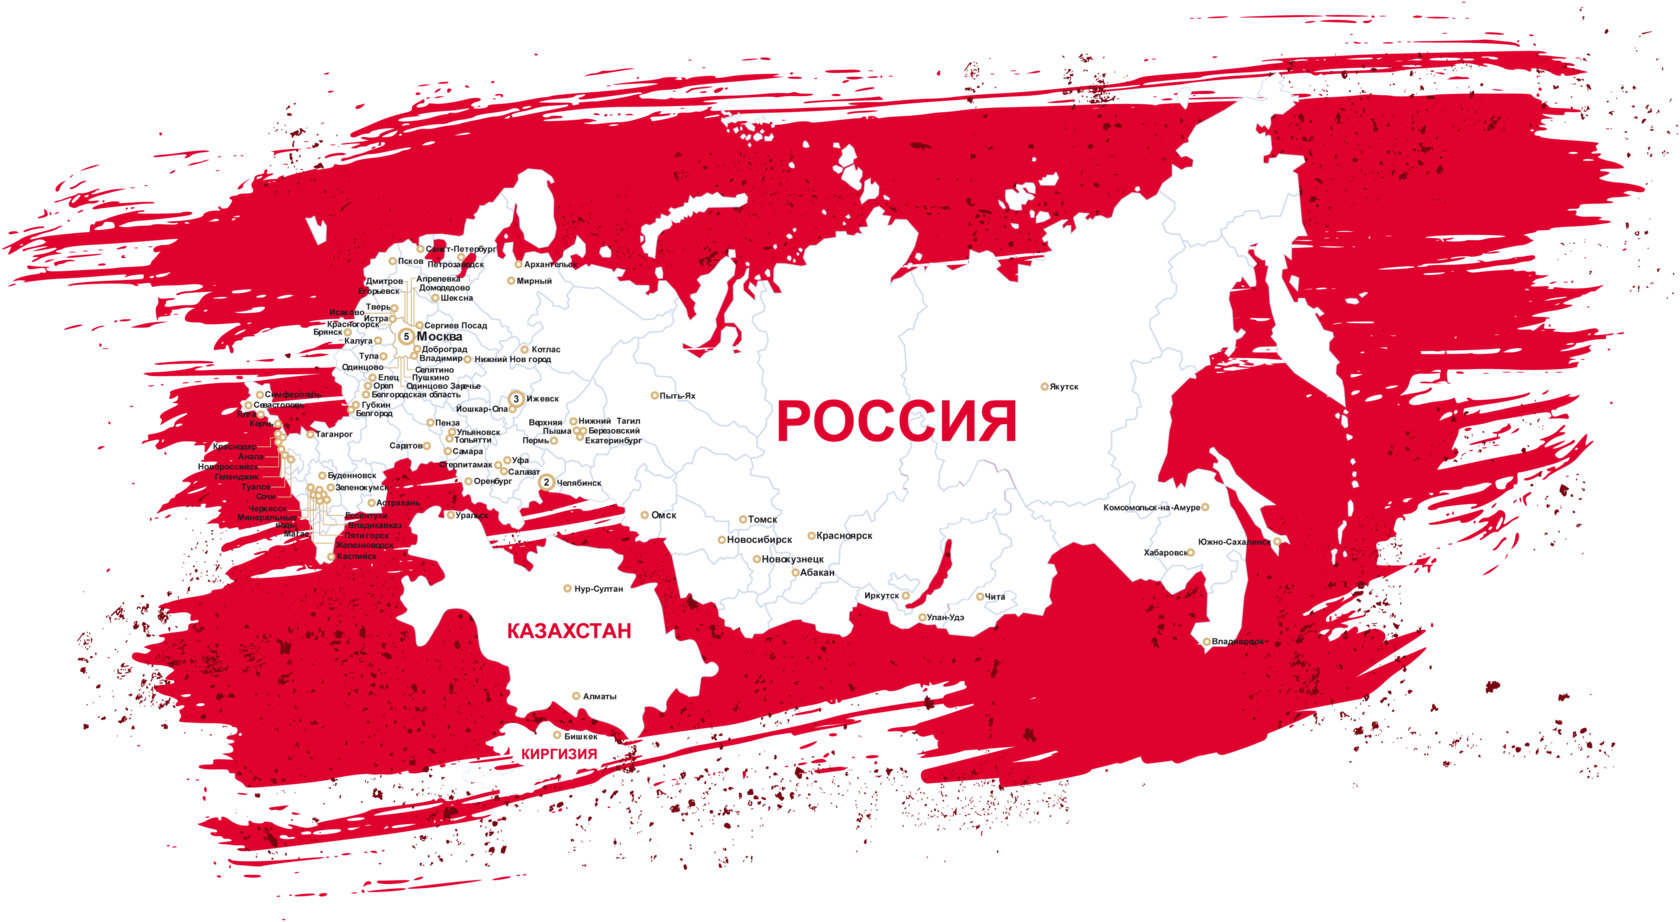 Санкт-Петербург
Псков
Петрозаводск
Архангельск
Мирный
Дмитров
Апрелевка
Егорьевск
Домодедово
Шексна
Тверь
Исаково
Истра
Красногорск
Сергиев Посад
Брянск
5
Москва
Калуга
Доброград
Котлас
Тула
Владимир
Нижний Нов город
Одинцово
Селятино
Елец
Пушкино
Орел
Одинцово Заречье
Белгородская область
Пыть-Ях
Якутск
Симферополь
Севастополь
Губкин
3
Ижевск
Йошкар-Ола
Ялта
Белгород
РОССИЯ
Керчь
Пенза
Верхняя
Пышма
Нижний Тагил
Таганрог
Ульяновск
Березовский
Тольятти
Пермь
Екатеринбург
Краснодар
Саратов
Самара
Анапа
Новороссийск
Стерлитамак
Уфа
Салават
Геленджик
Буденновск
Оренбург
2
Челябинск
Туапсе
Зеленокумск
Сочи
Астрахань
Черкесск
Минеральные
Воды
Ессентуки
Уральск
Омск
Томск
Комсомольск-на-Амуре
Владикавказ
Магас
Пятигорск
Новосибирск
Красноярск
Железноводск
Южно-Сахалинск
Каспийск
Новокузнецк
Хабаровск
Абакан
Нур-Султан
Иркутск
Чита
Улан-Удэ
КАЗАХСТАН
Владивосток
Алматы
Бишкек
КИРГИЗИЯ